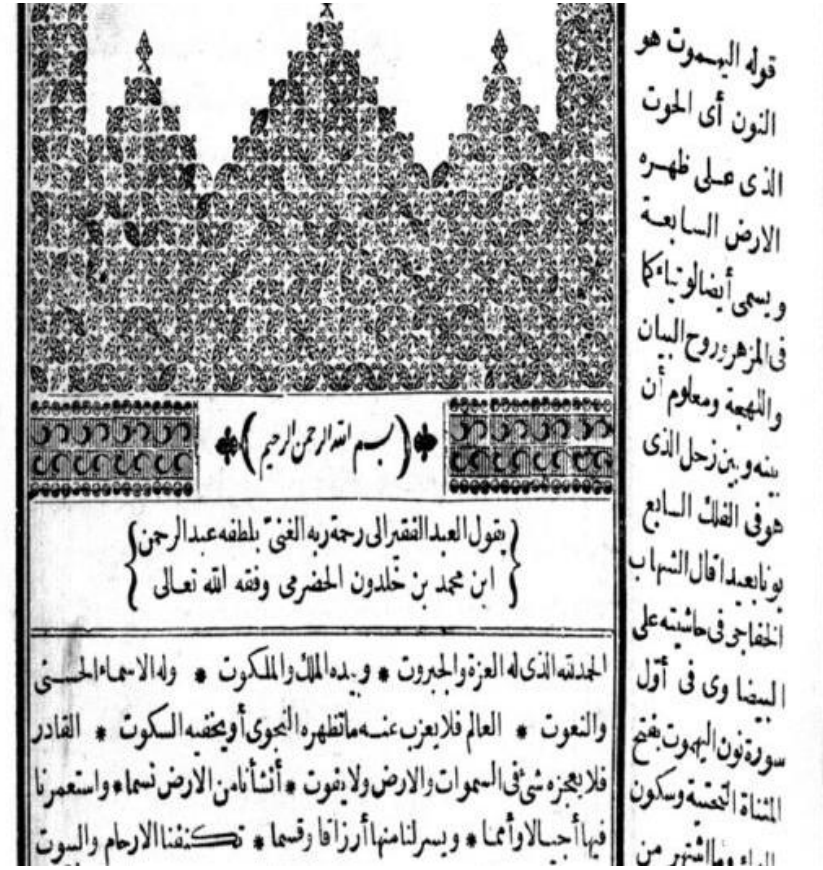 بسم الله الرحمن الرحيم
يقول العبد الفقير الى رحمة ربه الغنىّ بلطفه عبد الرحمن
ابن محمد بن خلدون الحضرمى وفقه الله تعالى
الحمد لله الذى له العزة والجبروت * وبيده الملك والملكوت * وله الاسماء الحسنى
والنعوت * العالم فلا يعزب عنه ما تظهره النجوى أو يخفيه السكوت * القادر
فلا يعجزه شئ فى السموات والارض ولا يفوت * أنشأنا من الارض نسما * واستعمرنا
فيها أجيالا وأمما * ويسر لنا منها أرزاقا وقسما * تكنفنا الارحام والبيوت
قوله اليهموت هو
النون أى الحوت
الذى على ظهره
الارض السابعة
ويسمى أيضا لوتياء كما
فى المزهر وروح البيان
واللهجة ومعلوم أن
بينه وبين زحل الذى
هو فى الفلك السابع
بونا بعيدا قال الشهاب
الخفاجى فى حاشيته على
البيضاوى فى أول
سورة نون اليهموت بفتح
المثناة التحتية وسكون
الهاء وما اشتهر من